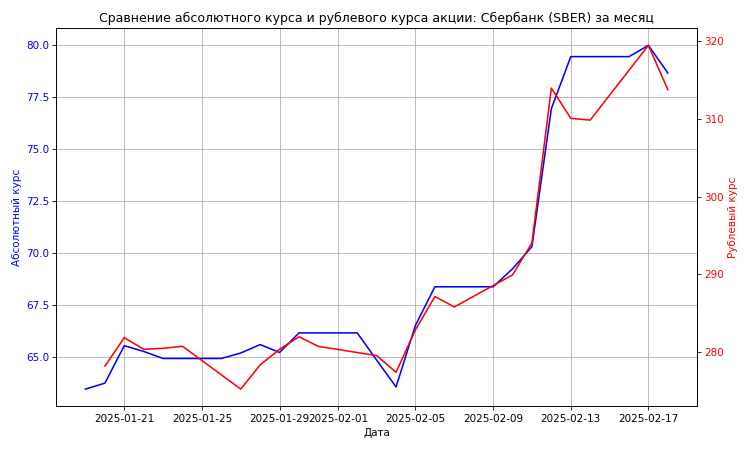 Сравнение абсолютного курса и рублевого курса акции: Сбербанк (SBER) за месяц
80.0
77.5
75.0
72.5
70.0
67.5
65.0
Абсолютный курс
320
310
300
290
280
Рублевый курс
2025-01-21 2025-01-25 2025-01-29 2025-02-01 2025-02-05 2025-02-09 2025-02-13 2025-02-17
Дата